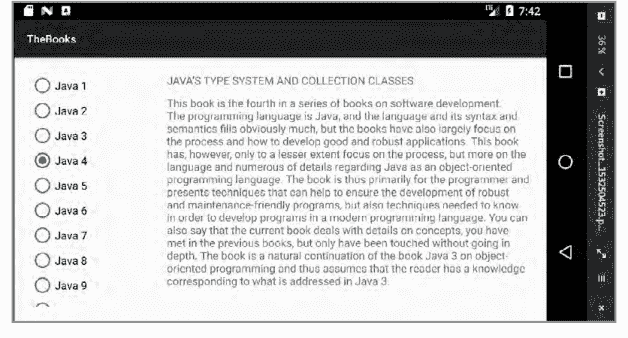 7:42
TheBooks
Java 1
Java 2
Java 3
Java 4
Java 5
Java 6
Java 7
Java 8
Java 9
JAVA'S TYPE SYSTEM AND COLLECTION CLASSES
This book is the fourth in a series of books on software development.
The programming language is Java, and the language and its syntax and
semantics fills obviously much, but the books have also largely focus on
the process and how to develop good and robust applications. This book
has, however, only to a lesser extent focus on the process, but more on the
language and numerous of details regarding Java as an object-oriented
programming language. The book is thus primarily for the programmer and
presents techniques that can help to ensure the development of robust
and maintenance-friendly programs, but also techniques needed to know
in order to develop programs in a modern programming language. You can
also say that the current book deals with details on concepts, you have
met in the previous books, but only have been touched without going in
depth. The book is a natural continuation of the book Java 3 on object-
oriented programming and thus assumes that the reader has a knowledge
corresponding to what is addressed in Java 3.
36%